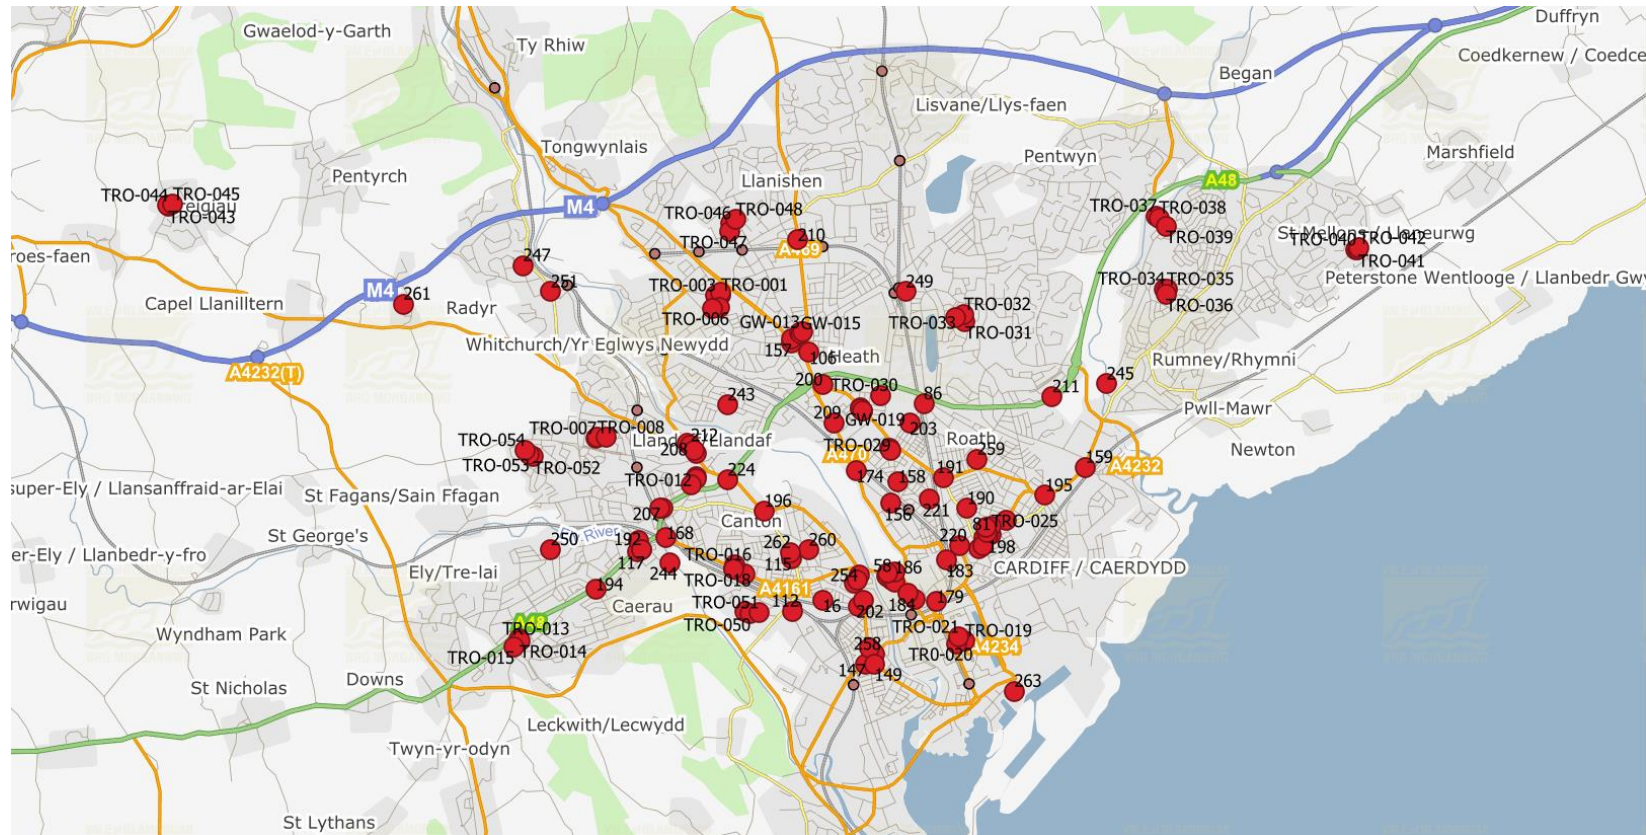 Duffryn
Gwaelod-y-Garth
Ty Rhiw
Coedkernew / Coedce
Began
Lisvane/Llys-faen
Tongwynlais
Pentwyn
Marshfield
Pentyrch
Llanishen
A48
TRO-044
TRO-045
TRO-043
M4
TRO-046
TRO-048
TRO-047
210
A469
TRO-037
TRO-038
TRO-039
St Mellons / Llaneurwg
TRO-040
TRO-042
TRO-041
roes-faen
247
251
249
M4
261
Capel Llanilltern
Radyr
TRO-003
TRO-001
TRO-006
TRO-032
TRO-033
TRO-031
TRO-034
TRO-035
TRO-036
Peterstone Wentlooge / Llanbedr Gwy
GW-013
GW-015
157
106
Heath
Whitchurch/Yr Eglwys Newydd
Rumney/Rhymni
A4232(T)
200
TRO-030
86
211
245
243
209
GW-019
203
Pwll-Mawr
Newton
TRO-007
TRO-008
TRO-054
TRO-053
TRO-052
212
Llandaf
208
TRO-029
Roath
259
A470
174
158
191
159
A4232
super-Ely / Llansanffraid-ar-Elai
St Fagans/Sain Ffagan
TRO-012
224
196
Canton
156
221
190
195
207
River
St George's
er-Ely / Llanbedr-y-fro
250
192
168
117
244
81
TRO-025
220
198
262
260
115
TRO-016
TRO-018
183
CARDIFF / CAERDYDD
Ely/Tre-lai
194
Caerau
A4161
254
58
186
rwigau
TRO-051
TRO-050
112
16
202
184
179
A48
Wyndham Park
TRO-013
TRO-014
TRO-015
TRO-021
TRO-019
TR0-020
A4234
258
147
149
263
Downs
St Nicholas
Leckwith/Lecwydd
Twyn-yr-odyn
St Lythans